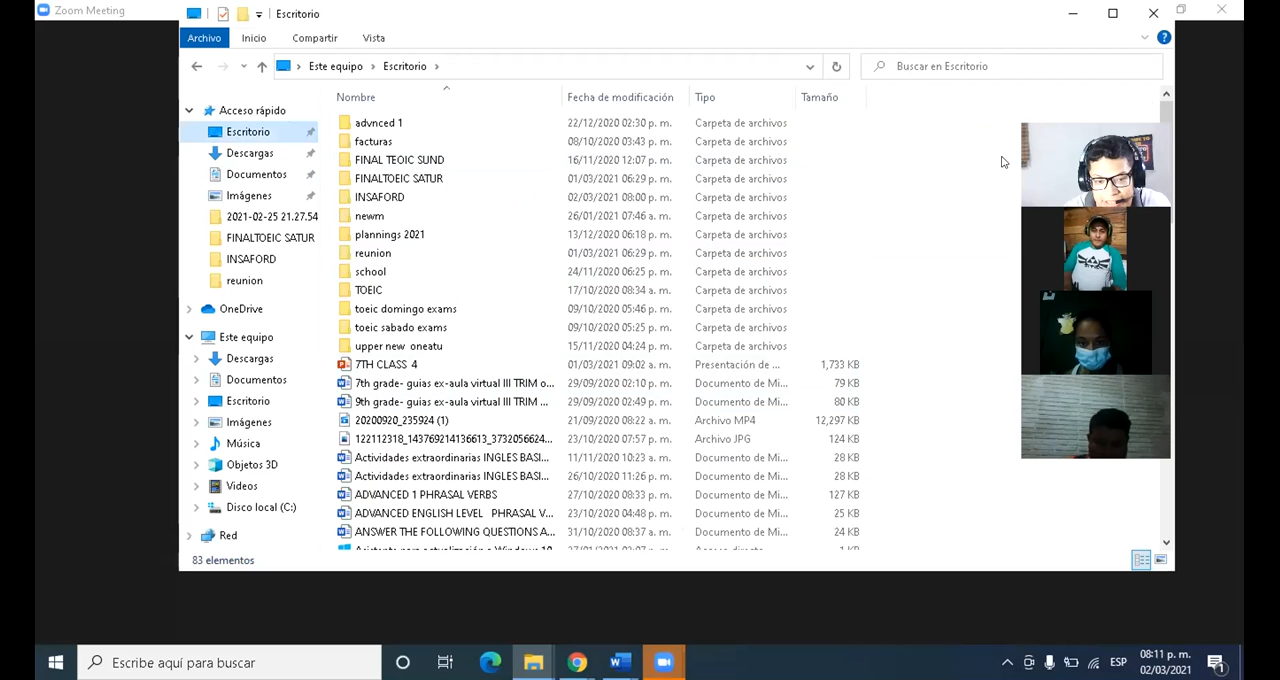 Zoom Meeting
Escritorio
Archivo Inicio Compartir Vista
Este equipo Escritorio
Buscar en Escritorio
Nombre Fecha de modificación Tipo Tamaño
Acceso rápido
Escritorio
Descargas
Documentos
Imágenes
2021-02-25 21.27.54
FINALTOEIC SATUR
INSAFORD
reunion
OneDrive
Este equipo
Descargas
Documentos
Escritorio
Imágenes
Música
Objetos 3D
Videos
Disco local (C:)
Red
advnced 1 22/12/2020 02:30 p. m. Carpeta de archivos
facturas 08/10/2020 03:43 p. m. Carpeta de archivos
FINAL TEOIC SUND 16/11/2020 12:07 p. m. Carpeta de archivos
FINALTOEIC SATUR 01/03/2021 06:29 p. m. Carpeta de archivos
INSAFORD 02/03/2021 08:00 p. m. Carpeta de archivos
newm 26/01/2021 07:46 a. m. Carpeta de archivos
plannings 2021 13/12/2020 06:18 p. m. Carpeta de archivos
reunion 01/03/2021 06:29 p. m. Carpeta de archivos
school 24/11/2020 06:25 p. m. Carpeta de archivos
TOEIC 17/10/2020 08:34 a. m. Carpeta de archivos
toeic domingo exams 09/10/2020 05:46 p. m. Carpeta de archivos
toeic sabado exams 09/10/2020 05:25 p. m. Carpeta de archivos
upper new oneatu 15/11/2020 04:24 p. m. Carpeta de archivos
7TH CLASS 4 01/03/2021 09:02 a. m. Presentación de ... 1,733 KB
7th grade- guias ex-aula virtual III TRIM o... 29/09/2020 02:10 p. m. Documento de Mi... 79 KB
9th grade- guias ex-aula virtual III TRIM ... 29/09/2020 02:49 p. m. Documento de Mi... 80 KB
20200920_235924 (1) 21/09/2020 08:22 a. m. Archivo MP4 12,297 KB
122112318_143769214136613_3732056624... 23/10/2020 07:57 p. m. Archivo JPG 124 KB
Actividades extraordinarias INGLES BASI... 11/11/2020 10:23 a. m. Documento de Mi... 28 KB
Actividades extraordinarias INGLES BASI... 26/10/2020 11:26 p. m. Documento de Mi... 28 KB
ADVANCED 1 PHRASAL VERBS 27/10/2020 08:33 p. m. Documento de Mi... 127 KB
ADVANCED ENGLISH LEVEL PHRASAL V... 23/10/2020 04:48 p. m. Documento de Mi... 25 KB
ANSWER THE FOLLOWING QUESTIONS A... 31/10/2020 08:37 a. m. Documento de Mi... 24 KB
83 elementos
Escribe aquí para buscar
ESP
08:11 p. m.
02/03/2021